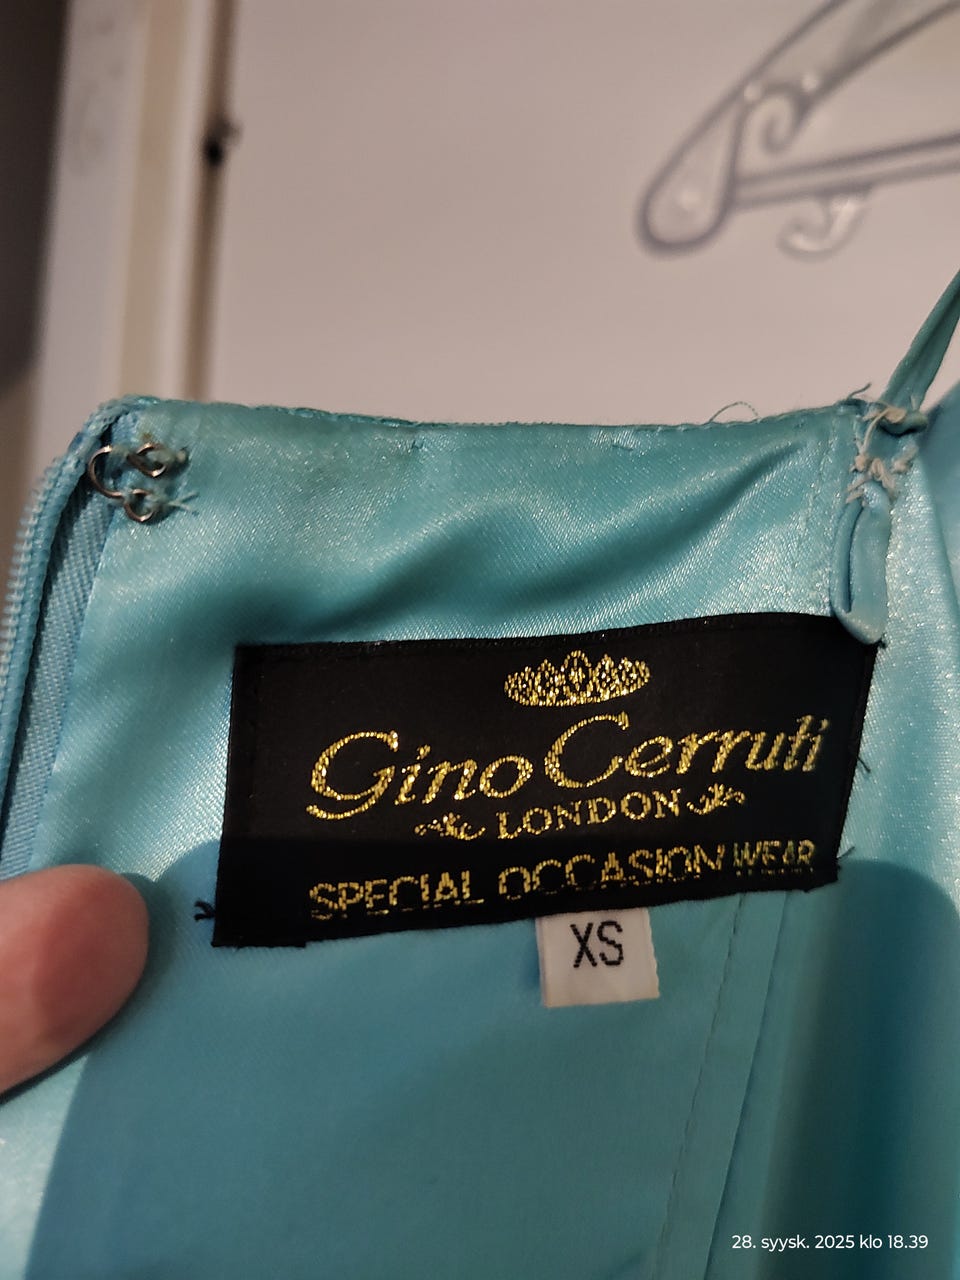 Gino Cerruti
LONDON
SPECIAL OCCASION WEAR
XS
28. syysk. 2025 klo 18.39